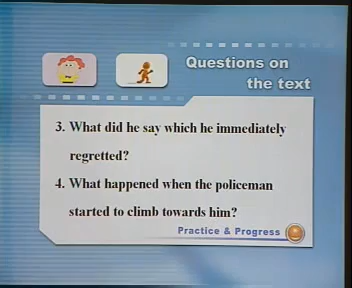 Questions on
the text
3. What did he say which he immediately
regretted?
4. What happened when the policeman
started to climb towards him?
Practice & Progress